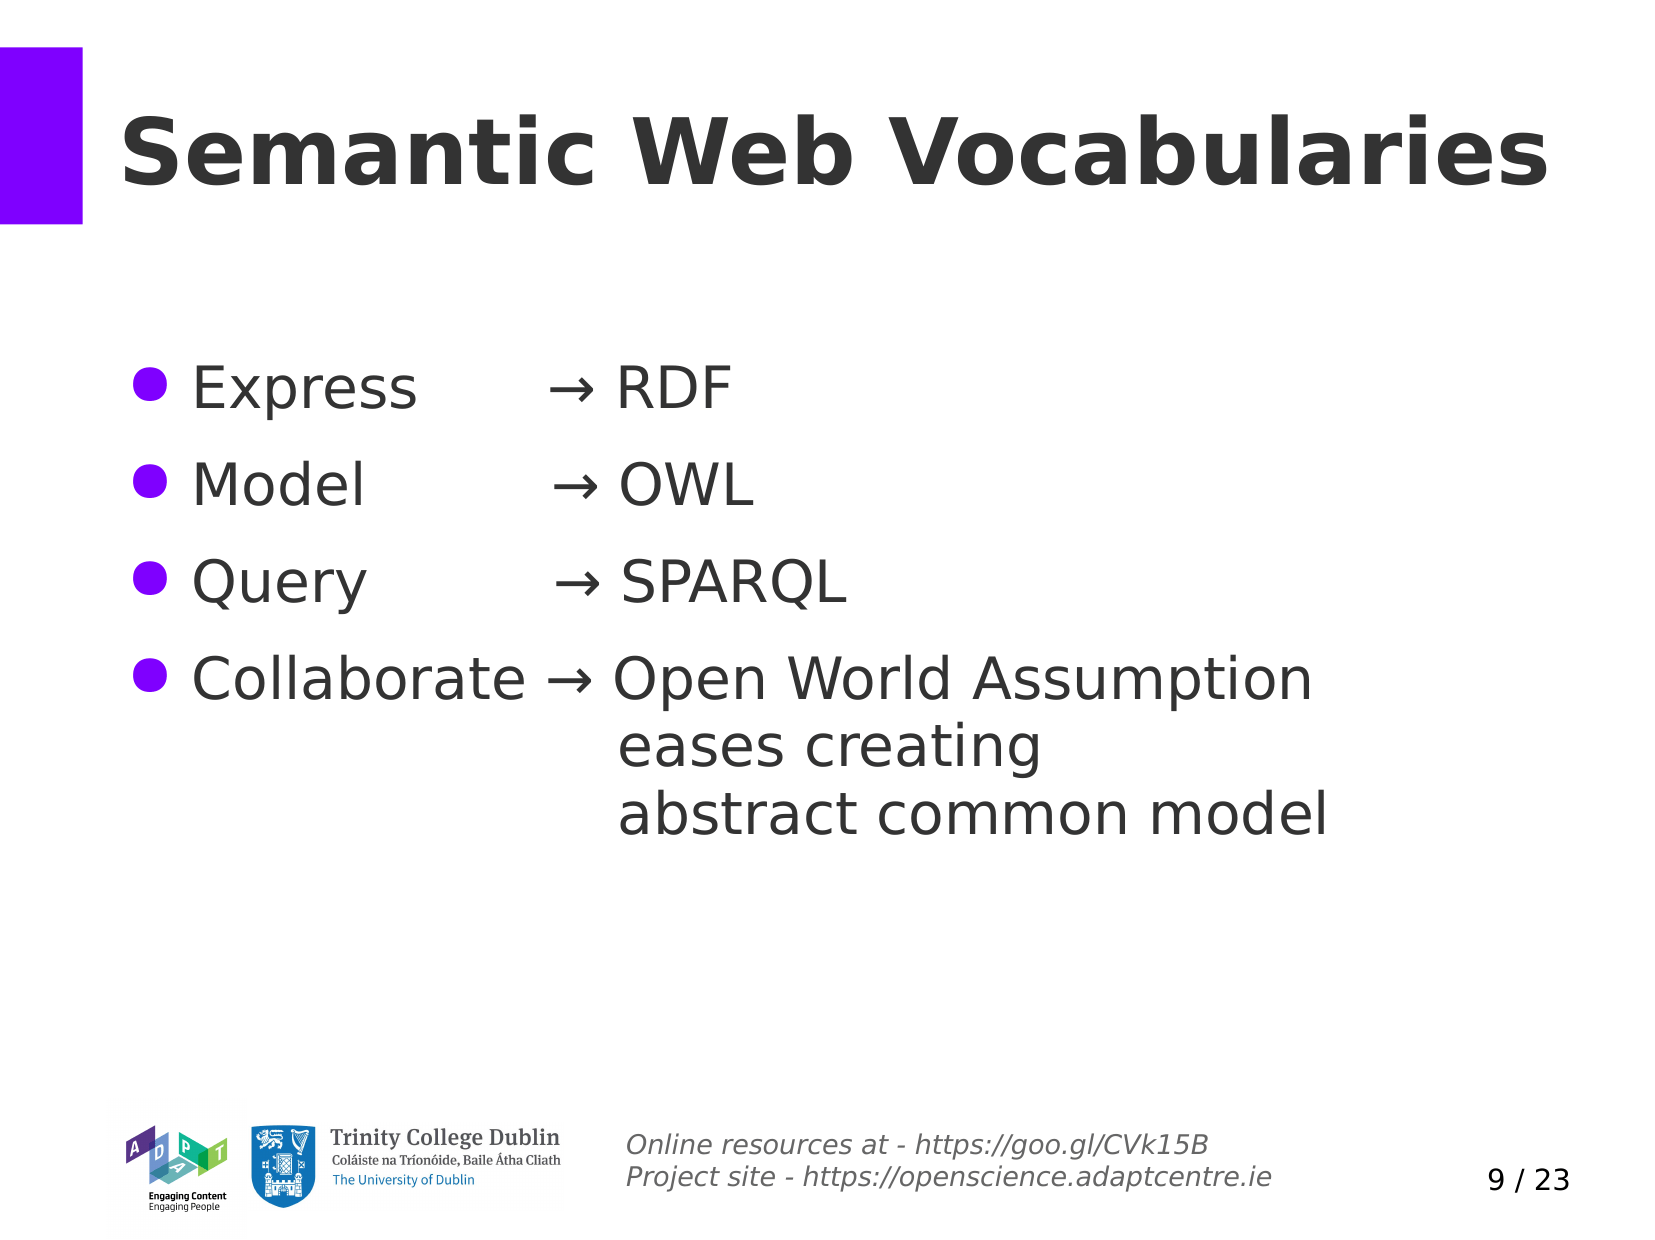 Semantic Web Vocabularies
● Express → RDF
● Model → OWL
● Query → SPARQL
● Collaborate → Open World Assumption
eases creating
abstract common model
ADAPT
Engaging Content
Engaging People
Trinity College Dublin
Coláiste na Tríonóide, Baile Átha Cliath
The University of Dublin
Online resources at - https://goo.gl/CVk15B
Project site - https://openscience.adaptcentre.ie
9 / 23